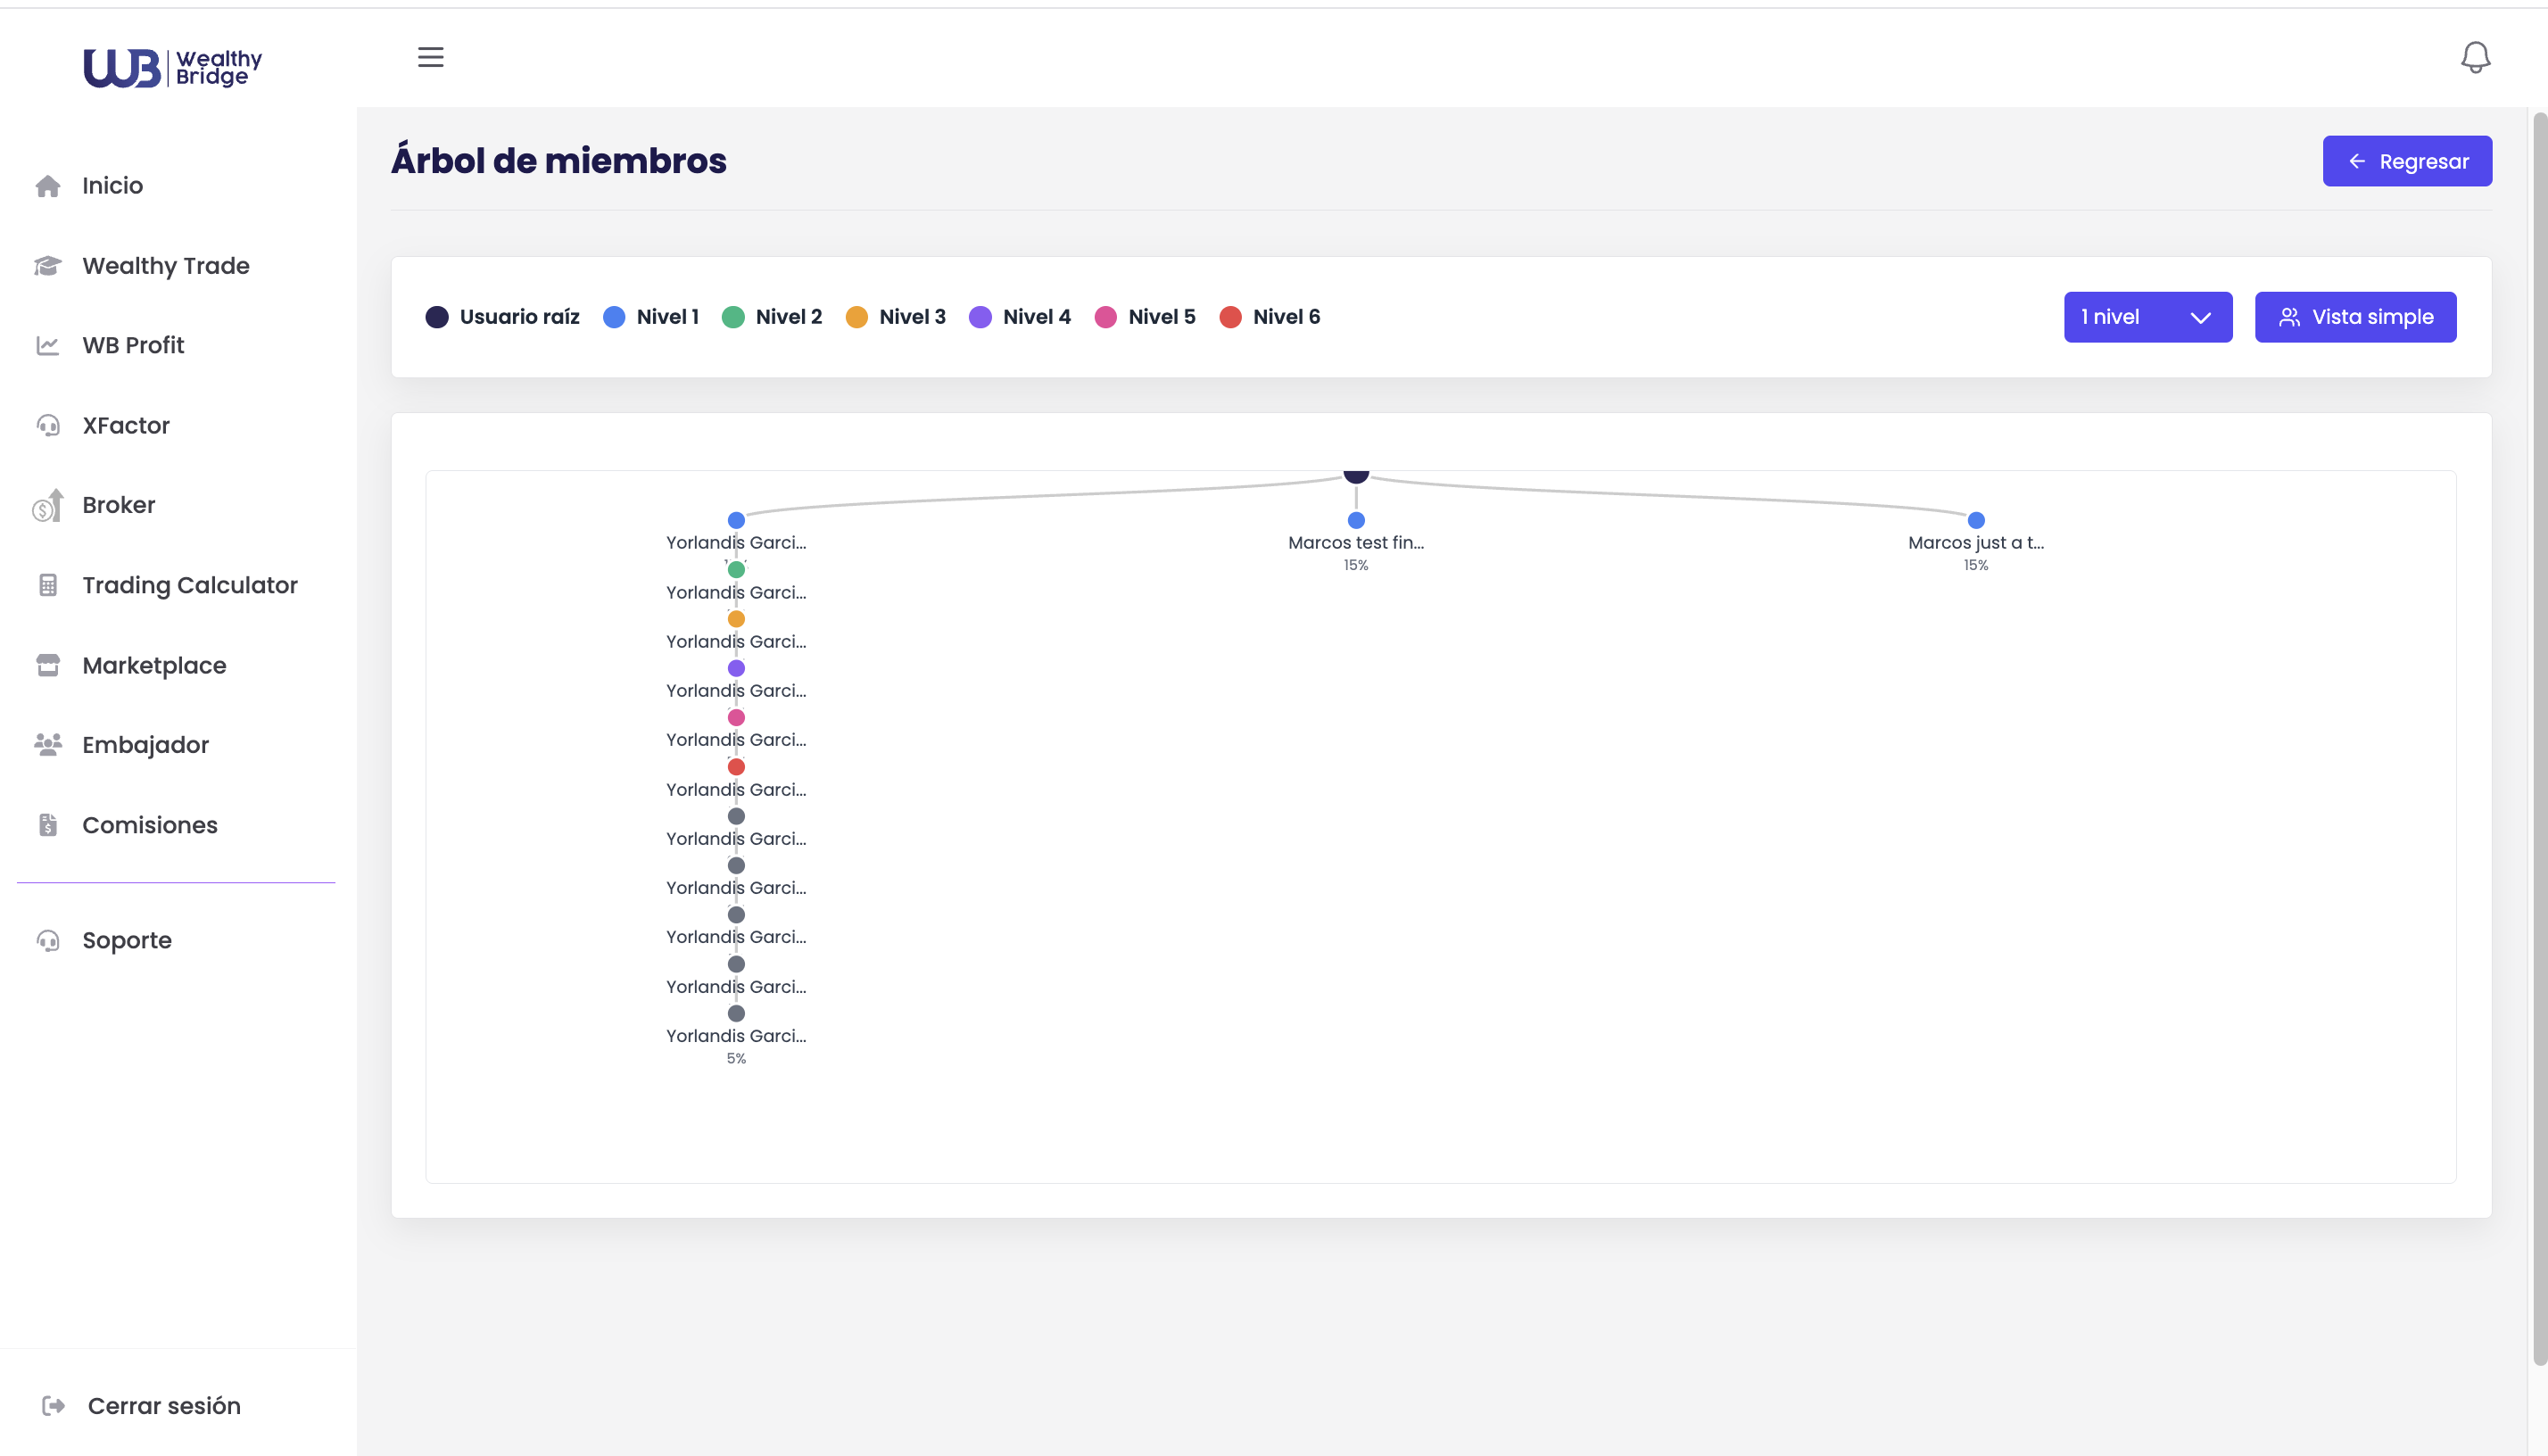 WB Wealthy Bridge
Inicio
Wealthy Trade
WB Profit
XFactor
Broker
Trading Calculator
Marketplace
Embajador
Comisiones
Soporte
Cerrar sesión
Árbol de miembros
Regresar
Usuario raíz
Nivel 1
Nivel 2
Nivel 3
Nivel 4
Nivel 5
Nivel 6
1 nivel
Vista simple
Yorlandis Garci...
Marcos test fin...
15%
Marcos just a t...
15%
Yorlandis Garci...
Yorlandis Garci...
Yorlandis Garci...
Yorlandis Garci...
Yorlandis Garci...
Yorlandis Garci...
Yorlandis Garci...
Yorlandis Garci...
Yorlandis Garci...
Yorlandis Garci...
5%